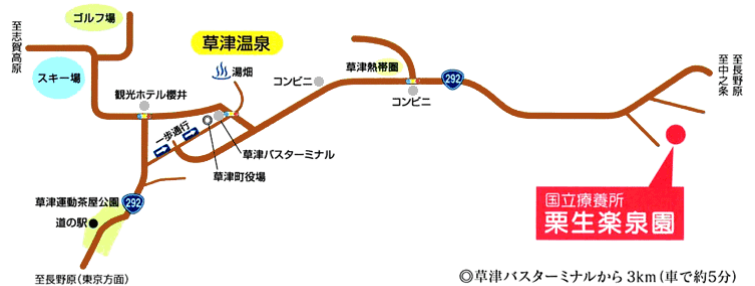 ゴルフ場
至志賀高原
スキー場
草津温泉
湯畑
観光ホテル櫻井
コンビニ
草津熱帯園
コンビニ
292
至長野原
至中之条
一歩通行
草津バスターミナル
草津町役場
草津運動茶屋公園
道の駅
292
至長野原(東京方面)
国立療養所
栗生楽泉園
◎草津バスターミナルから3km(車で約5分)